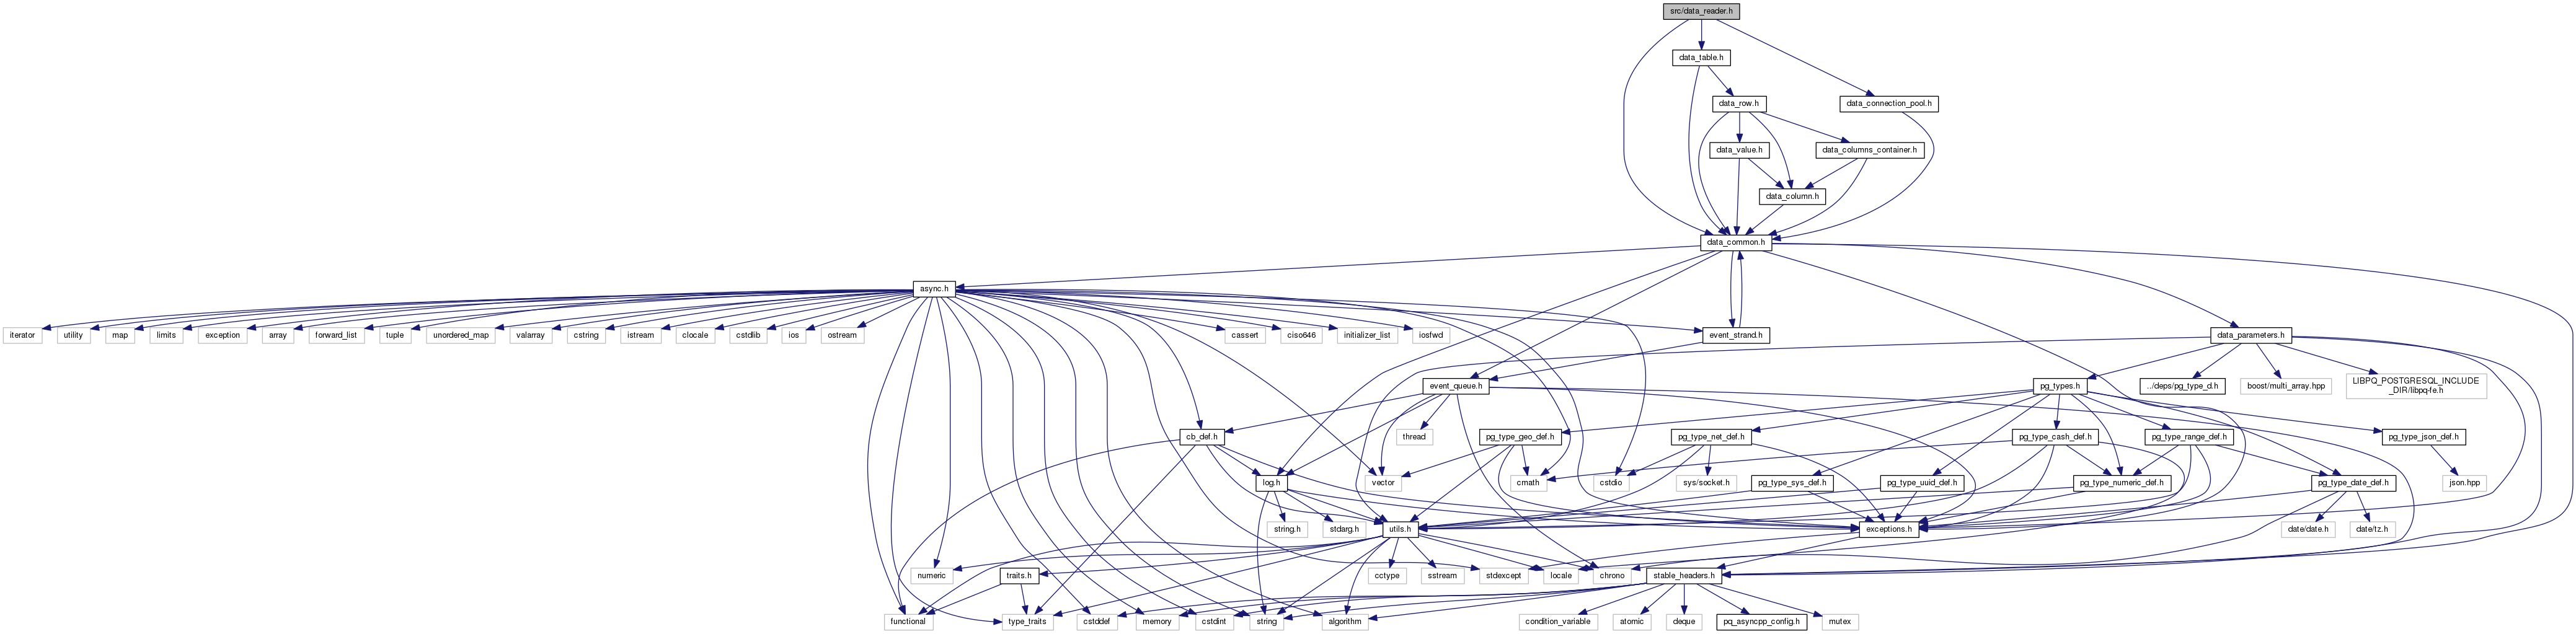 src/data_reader.h
data_table.h
data_row.h
data_connection_pool.h
data_value.h
data_columns_container.h
data_column.h
data_common.h
async.h
iterator
utility
map
limits
exception
array
forward_list
tuple
unordered_map
valarray
cstring
istream
clocale
cstdlib
ios
ostream
cassert
ciso646
initializer_list
iosfwd
event_strand.h
data_parameters.h
event_queue.h
pg_types.h
../deps/pg_type_d.h
boost/multi_array.hpp
LIBPQ_POSTGRESQL_INCLUDE
_DIR/libpq-fe.h
cb_def.h
thread
pg_type_geo_def.h
pg_type_net_def.h
pg_type_cash_def.h
pg_type_range_def.h
pg_type_json_def.h
log.h
vector
cmath
cstdio
sys/socket.h
pg_type_sys_def.h
pg_type_uuid_def.h
pg_type_numeric_def.h
pg_type_date_def.h
json.hpp
string.h
stdarg.h
utils.h
exceptions.h
date/date.h
date/tz.h
numeric
traits.h
cctype
sstream
stdexcept
locale
chrono
stable_headers.h
functional
type_traits
cstddef
memory
cstdint
string
algorithm
condition_variable
atomic
deque
pq_asyncpp_config.h
mutex